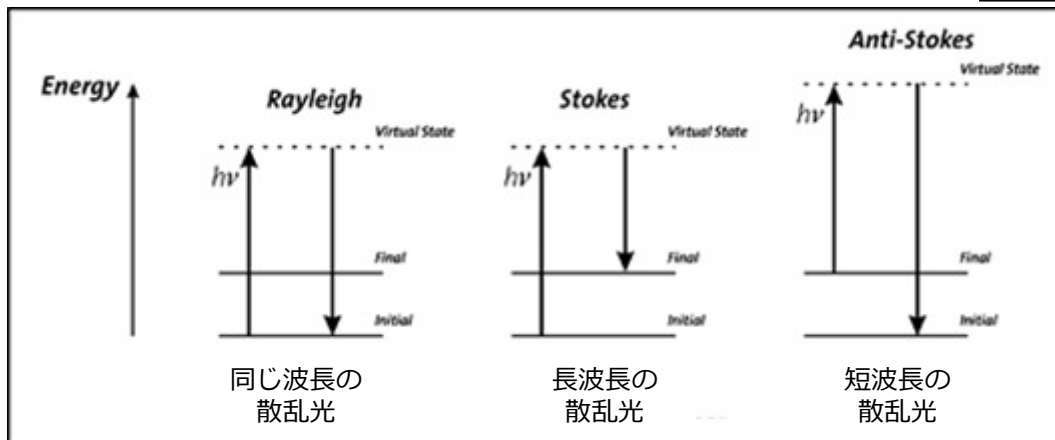 Energy
Rayleigh
Virtual State
hν
Final
Initial
同じ波長の
散乱光
Stokes
Virtual State
hν
Final
Initial
長波長の
散乱光
Anti-Stokes
Virtual State
hν
Final
Initial
短波長の
散乱光